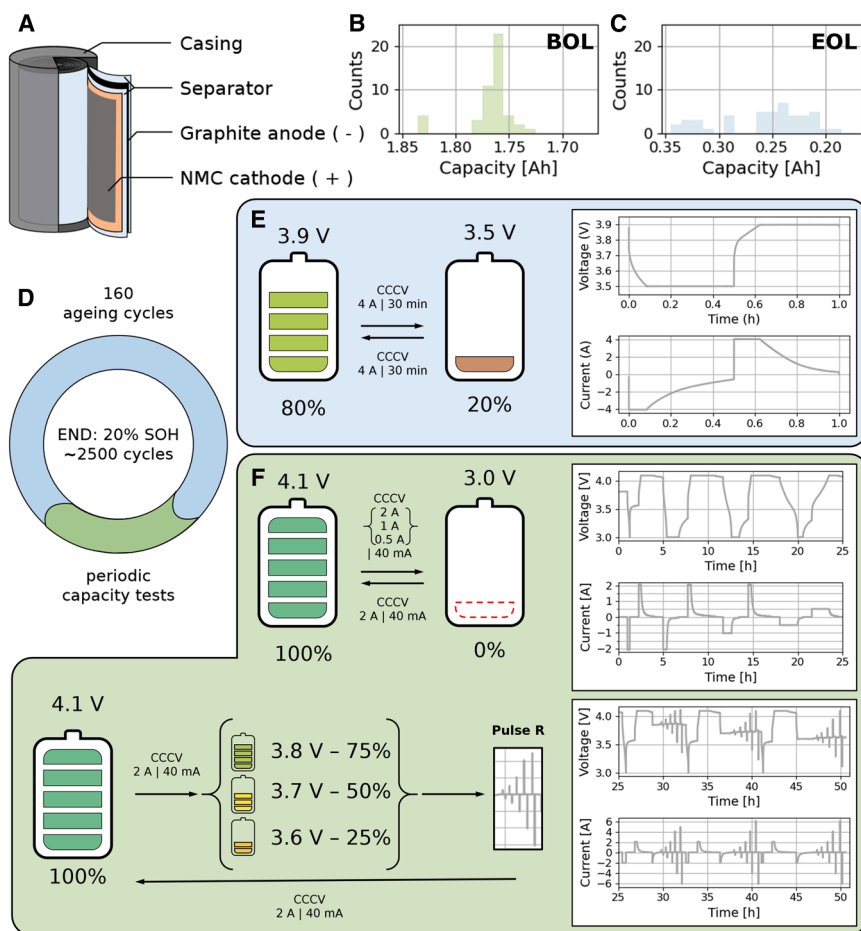 A
Casing
Separator
Graphite anode ( - )
NMC cathode ( + )
B
BOL
Counts
20
10
0
1.85
1.80
1.75
1.70
Capacity [Ah]
C
EOL
Counts
20
10
0
0.35
0.30
0.25
0.20
Capacity [Ah]
D
160
ageing cycles
END: 20% SOH
~2500 cycles
periodic
capacity tests
E
3.9 V
3.5 V
CCCV
4 A | 30 min
CCCV
4 A | 30 min
80%
20%
Voltage (V)
3.9
3.8
3.7
3.6
3.5
0.0 0.2 0.4 0.6 0.8 1.0
Time (h)
Current (A)
4
2
0
−2
−4
0.0 0.2 0.4 0.6 0.8 1.0
Time (h)
F
4.1 V
3.0 V
CCCV
2 A
1 A
0.5 A
| 40 mA
CCCV
2 A | 40 mA
100%
0%
Voltage [V]
4.0
3.5
3.0
0 5 10 15 20 25
Time [h]
Current [A]
2
1
0
−1
−2
0 5 10 15 20 25
Time [h]
4.1 V
100%
CCCV
2 A | 40 mA
3.8 V – 75%
3.7 V – 50%
3.6 V – 25%
Pulse R
CCCV
2 A | 40 mA
Voltage [V]
4.0
3.5
3.0
25 30 35 40 45 50
Time [h]
Current [A]
6
4
2
0
−2
−4
−6
25 30 35 40 45 50
Time [h]